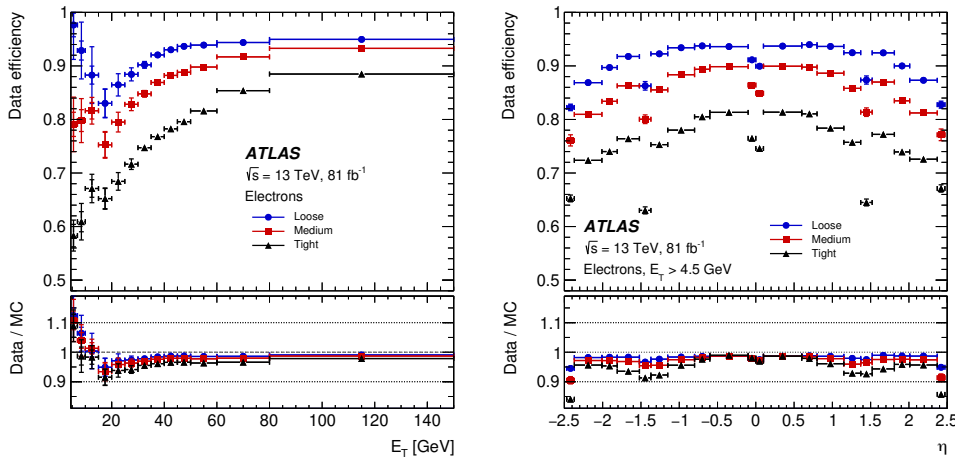 Data efficiency
1
0.9
0.8
0.7
0.6
0.5
ATLAS
√s = 13 TeV, 81 fb⁻¹
Electrons
Loose
Medium
Tight
Data / MC
1.1
1
0.9
20 40 60 80 100 120 140
E_T [GeV]
Data efficiency
1
0.9
0.8
0.7
0.6
0.5
ATLAS
√s = 13 TeV, 81 fb⁻¹
Electrons, E_T > 4.5 GeV
Loose
Medium
Tight
Data / MC
1.1
1
0.9
−2.5 −2 −1.5 −1 −0.5 0 0.5 1 1.5 2 2.5
η